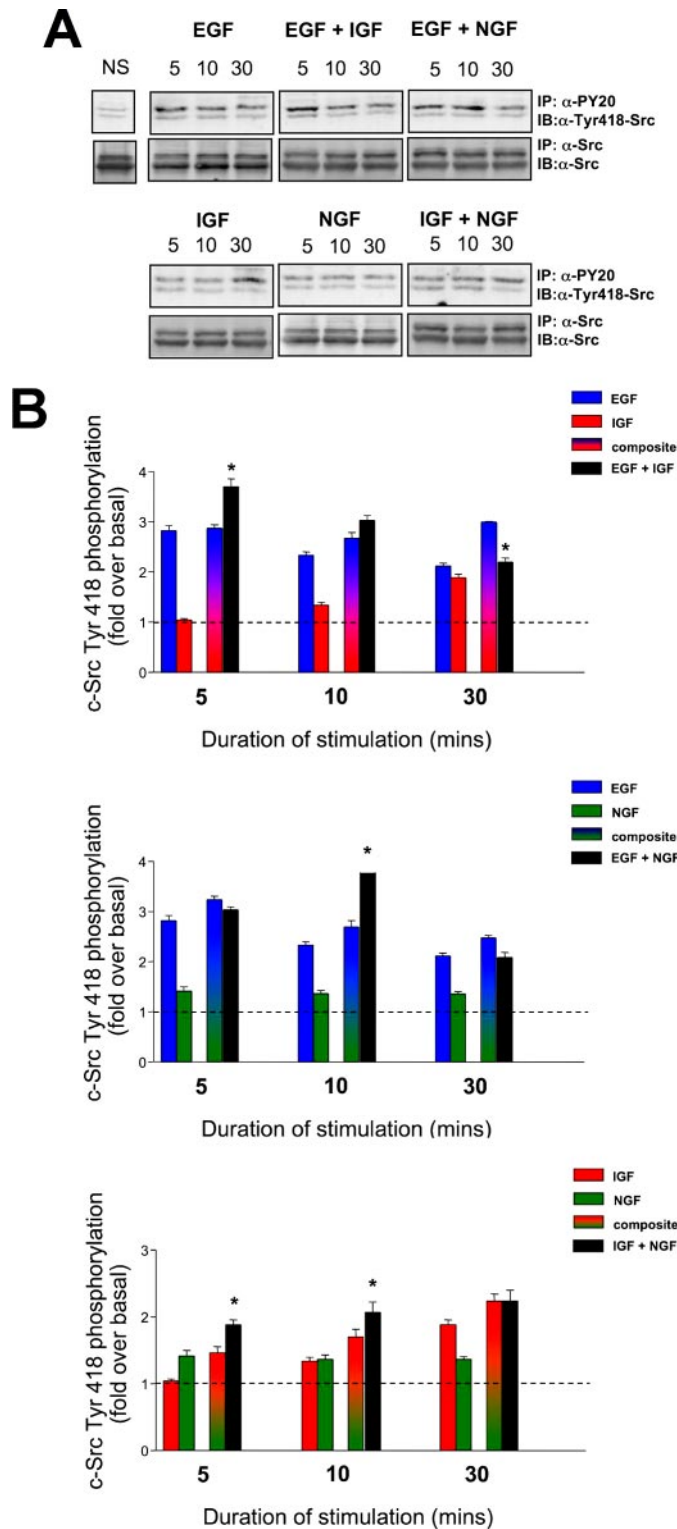 A
EGF EGF + IGF EGF + NGF
NS 5 10 30 5 10 30 5 10 30
IP: α-PY20
IB:α-Tyr418-Src
IP: α-Src
IB:α-Src
IGF NGF IGF + NGF
5 10 30 5 10 30 5 10 30
IP: α-PY20
IB:α-Tyr418-Src
IP: α-Src
IB:α-Src
B
EGF
IGF
composite
EGF + IGF
c-Src Tyr 418 phosphorylation
(fold over basal)
4
3
2
1
0
*
*
5 10 30
Duration of stimulation (mins)
EGF
NGF
composite
EGF + NGF
c-Src Tyr 418 phosphorylation
(fold over basal)
4
3
2
1
0
*
5 10 30
Duration of stimulation (mins)
IGF
NGF
composite
IGF + NGF
c-Src Tyr 418 phosphorylation
(fold over basal)
3
2
1
0
*
*
5 10 30
Duration of stimulation (mins)